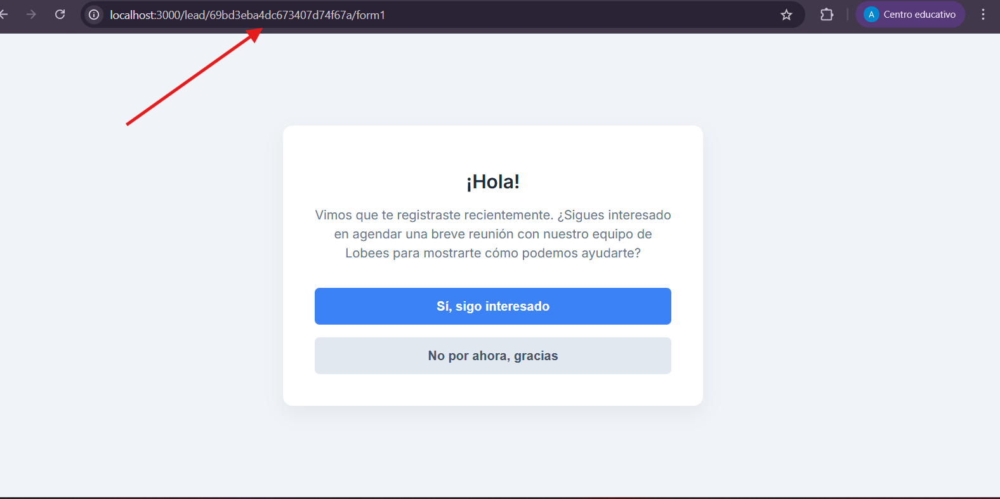 localhost:3000/lead/69bd3eba4dc673407d74f67a/form1
A Centro educativo
¡Hola!
Vimos que te registraste recientemente. ¿Sigues interesado
en agendar una breve reunión con nuestro equipo de
Lobees para mostrarte cómo podemos ayudarte?
Sí, sigo interesado
No por ahora, gracias